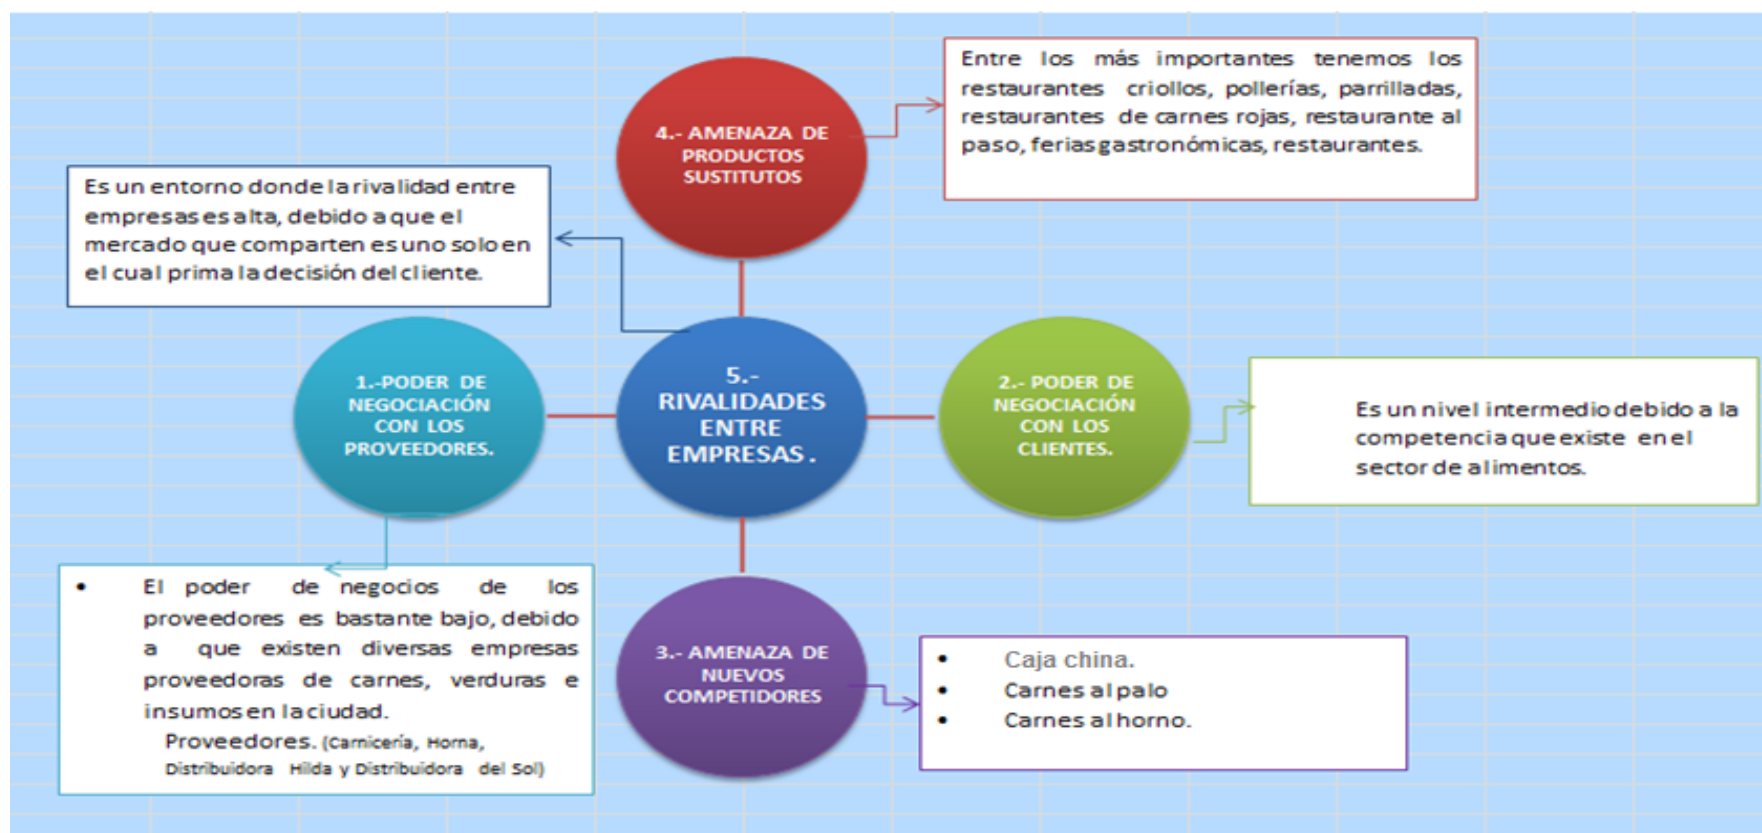 Entre los más importantes tenemos los
restaurantes criollos, pollerías, parrilladas,
restaurantes de carnes rojas, restaurante al
paso, ferias gastronómicas, restaurantes.
4.- AMENAZA DE
PRODUCTOS
SUSTITUTOS
Es un entorno donde la rivalidad entre
empresas es alta, debido a que el
mercado que comparten es uno solo en
el cual prima la decisión del cliente.
1.-PODER DE
NEGOCIACIÓN
CON LOS
PROVEEDORES.
5.-
RIVALIDADES
ENTRE
EMPRESAS.
2.- PODER DE
NEGOCIACIÓN
CON LOS
CLIENTES.
Es un nivel intermedio debido a la
competencia que existe en el
sector de alimentos.
• El poder de negocios de los
proveedores es bastante bajo, debido
a que existen diversas empresas
proveedoras de carnes, verduras e
insumos en la ciudad.
Proveedores. (Carnicería, Horna,
Distribuidora Hilda y Distribuidora del Sol)
3.- AMENAZA DE
NUEVOS
COMPETIDORES
• Caja china.
• Carnes al palo
• Carnes al horno.